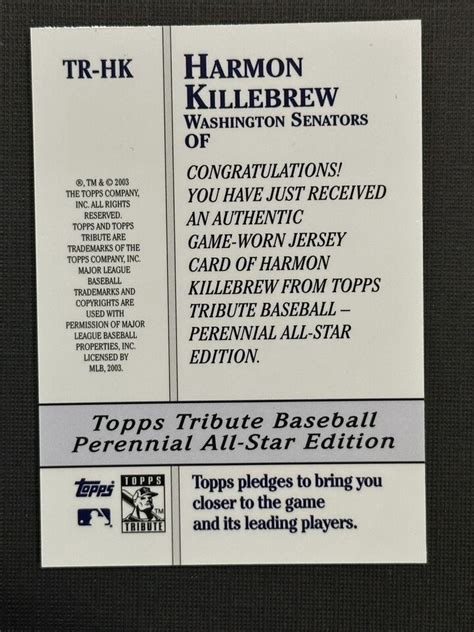 TR-HK
HARMON
KILLEBREW
WASHINGTON SENATORS
OF
CONGRATULATIONS!
YOU HAVE JUST RECEIVED
AN AUTHENTIC
GAME-WORN JERSEY
CARD OF HARMON
KILLEBREW FROM TOPPS
TRIBUTE BASEBALL –
PERENNIAL ALL-STAR
EDITION.
®, TM & © 2003
THE TOPPS COMPANY,
INC. ALL RIGHTS
RESERVED.
TOPPS AND TOPPS
TRIBUTE ARE
TRADEMARKS OF THE
TOPPS COMPANY, INC.
MAJOR LEAGUE
BASEBALL
TRADEMARKS AND
COPYRIGHTS ARE
USED WITH
PERMISSION OF MAJOR
LEAGUE BASEBALL
PROPERTIES, INC.
LICENSED BY
MLB, 2003.
Topps Tribute Baseball
Perennial All-Star Edition
Topps
TOPPS
TRIBUTE
Topps pledges to bring you
closer to the game
and its leading players.